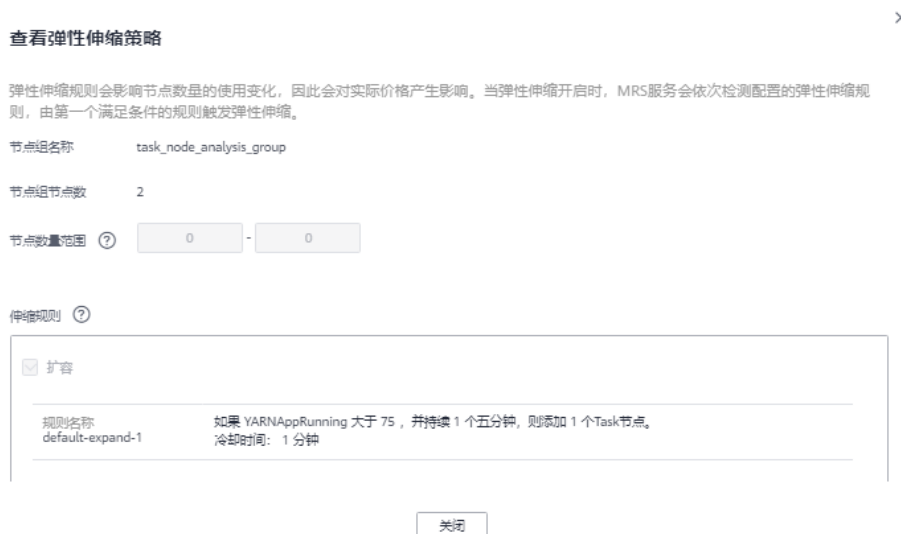 查看弹性伸缩策略
弹性伸缩规则会影响节点数量的使用变化，因此会对实际价格产生影响。当弹性伸缩开启时，MRS服务会依次检测配置的弹性伸缩规
则，由第一个满足条件的规则触发弹性伸缩。
节点组名称 task_node_analysis_group
节点组节点数 2
节点数量范围 ? 0 - 0
伸缩规则 ?
扩容
规则名称 如果 YARNAppRunning 大于 75 ，并持续 1 个五分钟，则添加 1 个Task节点。
default-expand-1 冷却时间： 1 分钟
关闭